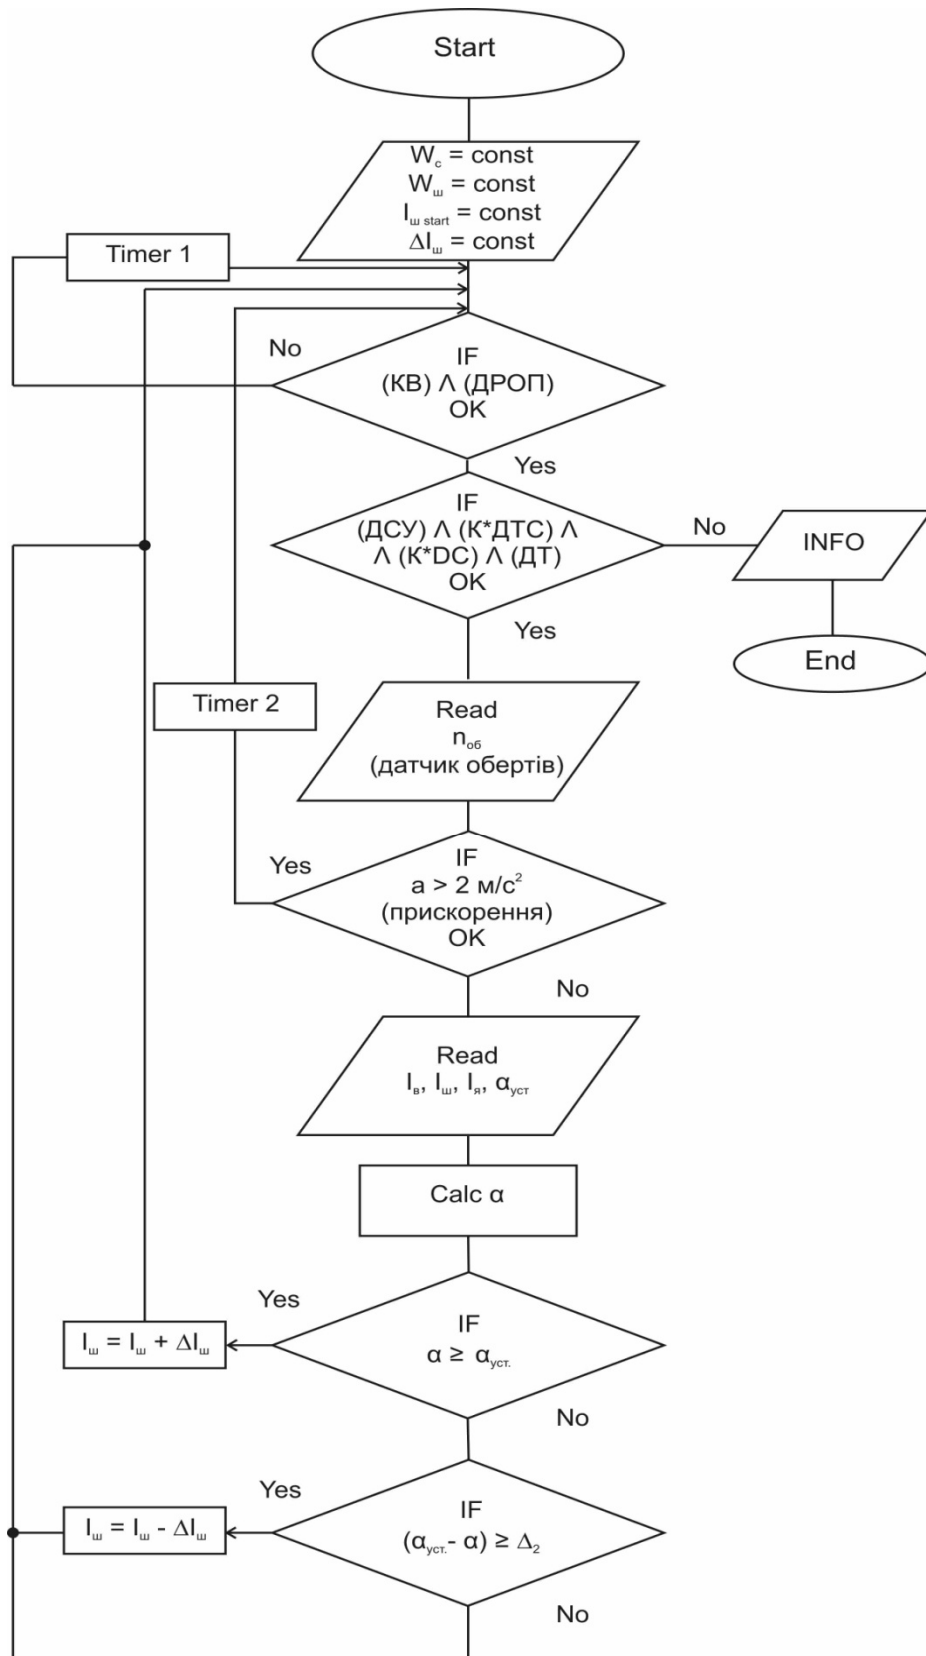 Start
W_c = const
W_ш = const
I_ш start = const
ΔI_ш = const
Timer 1
No
IF
(КВ) Λ (ДРОП)
OK
Yes
IF
(ДСУ) Λ (К*ДТС) Λ
Λ (К*DC) Λ (ДТ)
OK
No
INFO
End
Yes
Timer 2
Read
n_об
(датчик обертів)
Yes
IF
a > 2 м/с²
(прискорення)
OK
No
Read
I_в, I_ш, I_я, α_уст
Calc α
Yes
IF
α ≥ α_уст.
I_ш = I_ш + ΔI_ш
No
Yes
IF
(α_уст.- α) ≥ Δ₂
I_ш = I_ш - ΔI_ш
No